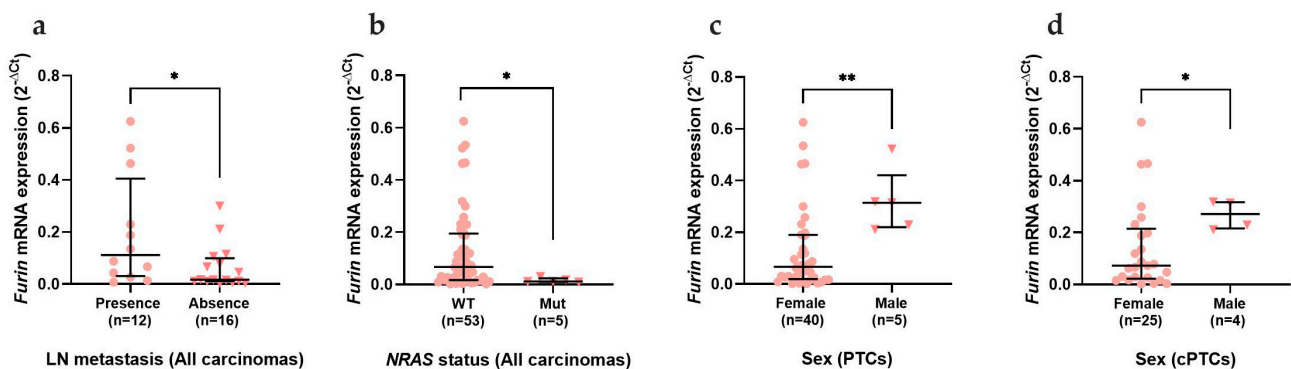 a
Furin mRNA expression (2^-ΔCt)
0.8
0.6
0.4
0.2
0.0
*
Presence
(n=12)
Absence
(n=16)
LN metastasis (All carcinomas)
b
Furin mRNA expression (2^-ΔCt)
0.8
0.6
0.4
0.2
0.0
*
WT
(n=53)
Mut
(n=5)
NRAS status (All carcinomas)
c
Furin mRNA expression (2^-ΔCt)
0.8
0.6
0.4
0.2
0.0
**
Female
(n=40)
Male
(n=5)
Sex (PTCs)
d
Furin mRNA expression (2^-ΔCt)
0.8
0.6
0.4
0.2
0.0
*
Female
(n=25)
Male
(n=4)
Sex (cPTCs)